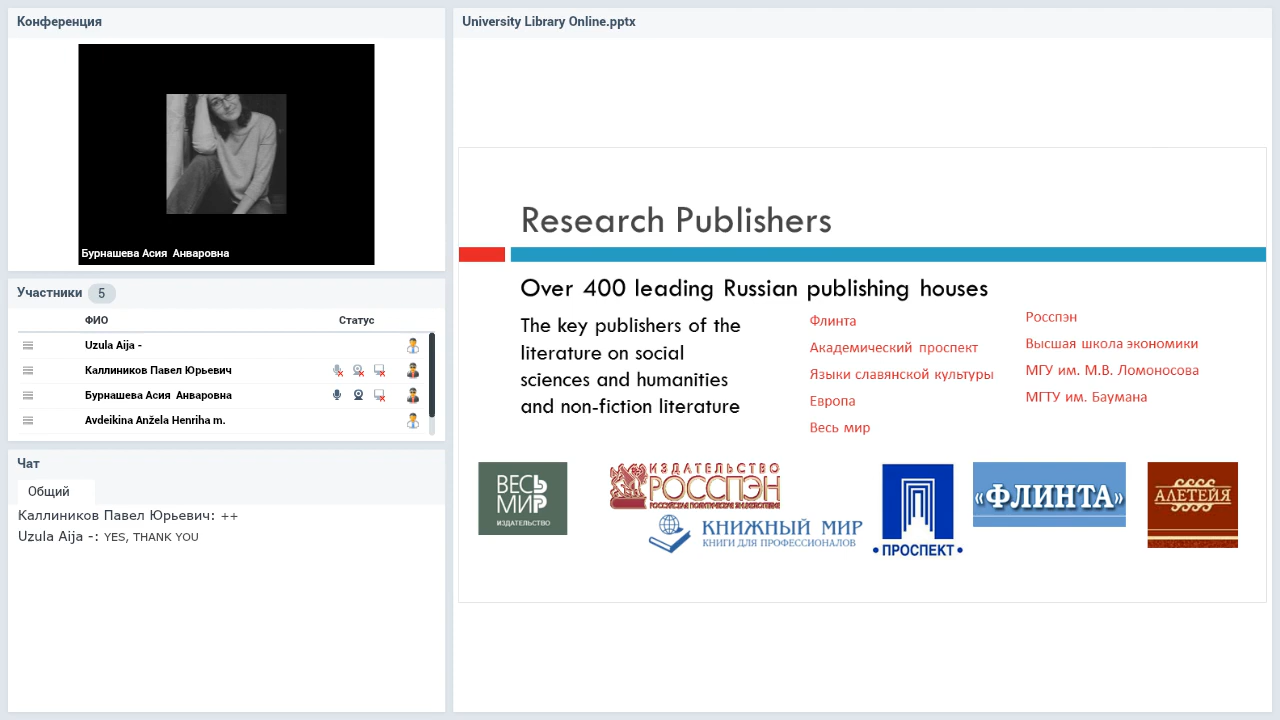 Конференция
Бурнашева Асия Анваровна
Участники 5
ФИО Статус
Uzula Aija -
Каллиников Павел Юрьевич
Бурнашева Асия Анваровна
Avdeikina Anžela Henriha m.
Чат
Общий
Каллиников Павел Юрьевич: ++
Uzula Aija -: YES, THANK YOU
University Library Online.pptx
Research Publishers
Over 400 leading Russian publishing houses
The key publishers of the
literature on social
sciences and humanities
and non-fiction literature
Флинта
Академический проспект
Языки славянской культуры
Европа
Весь мир
Росспэн
Высшая школа экономики
МГУ им. М.В. Ломоносова
МГТУ им. Баумана
ВЕСЬ
МИР
ИЗДАТЕЛЬСТВО
ИЗДАТЕЛЬСТВО
РОССПЭН
РОССИЙСКАЯ ПОЛИТИЧЕСКАЯ ЭНЦИКЛОПЕДИЯ
КНИЖНЫЙ МИР
КНИГИ ДЛЯ ПРОФЕССИОНАЛОВ
• ПРОСПЕКТ •
«ФЛИНТА»
АЛЕТЕЙЯ